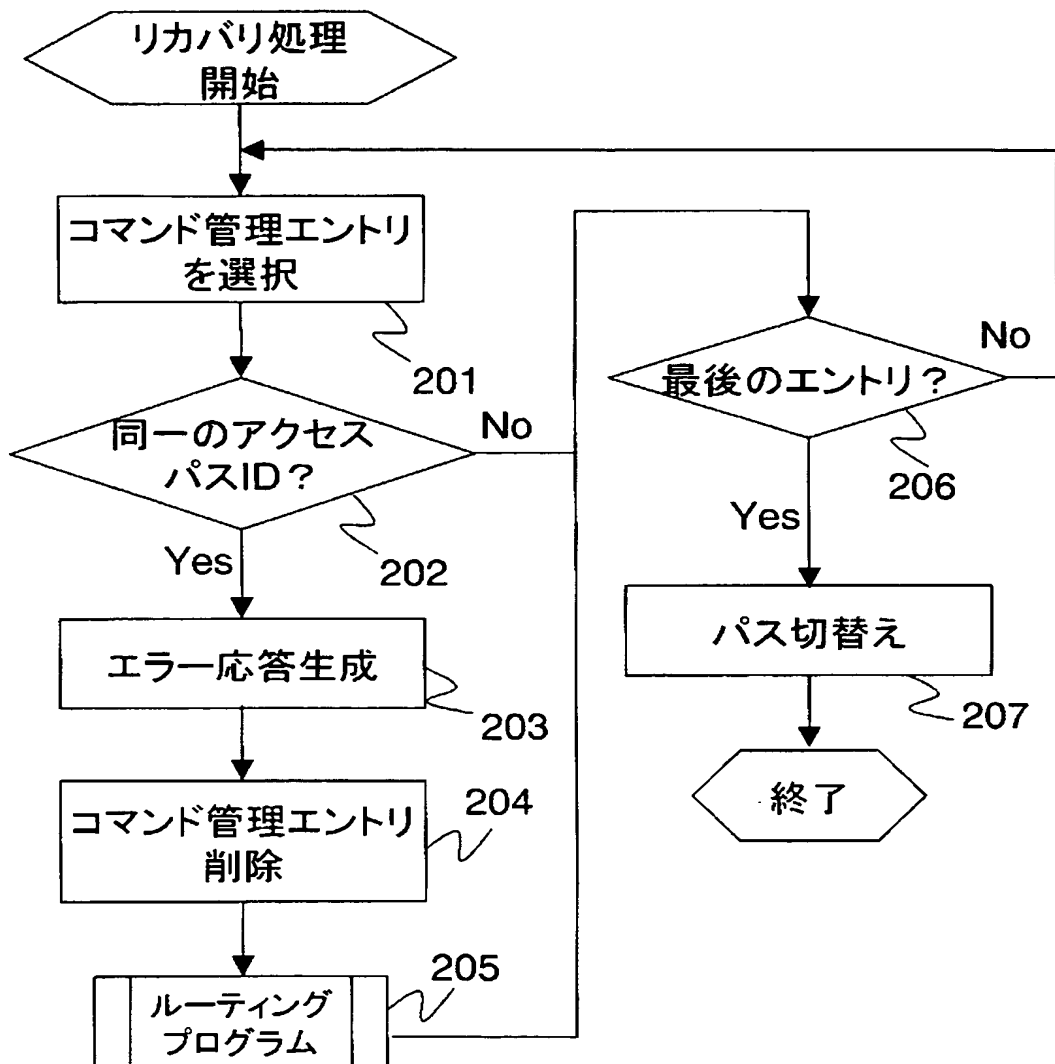 リカバリ処理
開始
コマンド管理エントリ
を選択
201
同一のアクセス
パスID?
No
202
Yes
エラー応答生成
203
コマンド管理エントリ
削除
204
ルーティング
プログラム
205
最後のエントリ?
No
206
Yes
パス切替え
207
終了